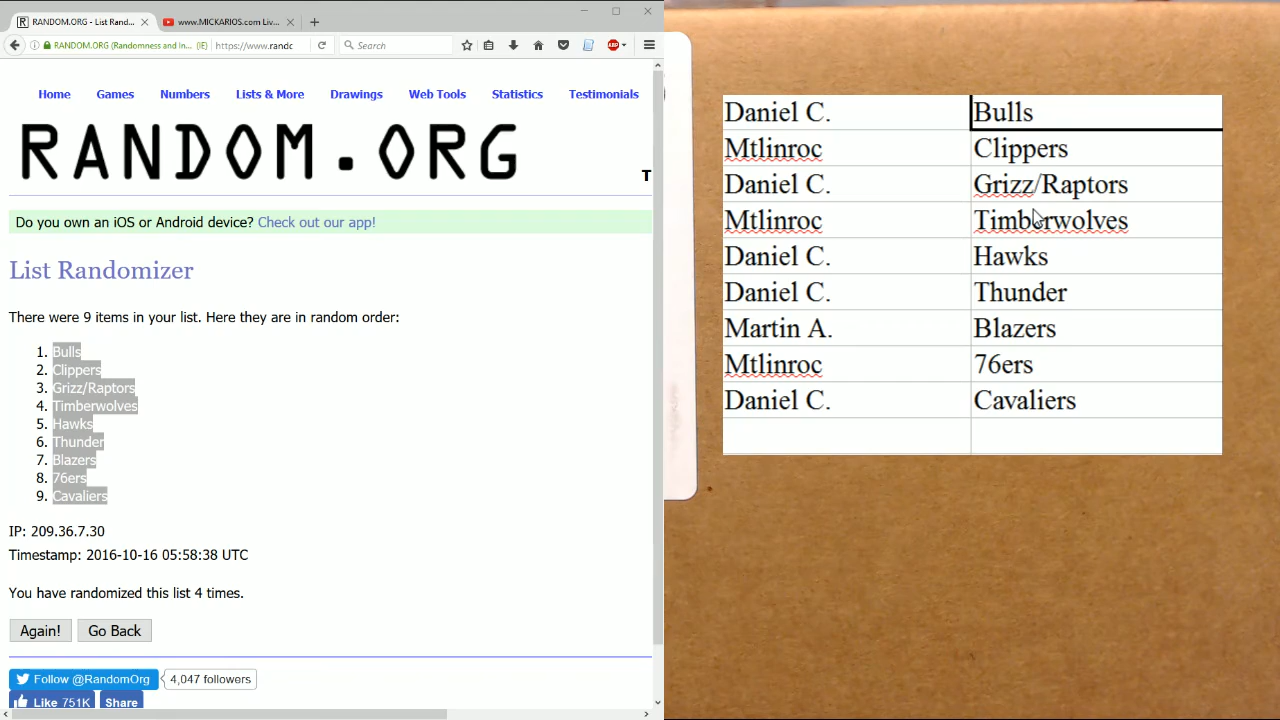 RANDOM.ORG - List Rand...
www.MICKARIOS.com Liv...
RANDOM.ORG (Randomness and In... (IE)
https://www.randc
Search
Home Games Numbers Lists & More Drawings Web Tools Statistics Testimonials
RANDOM.ORG
T
Do you own an iOS or Android device? Check out our app!
List Randomizer
There were 9 items in your list. Here they are in random order:
1. Bulls
2. Clippers
3. Grizz/Raptors
4. Timberwolves
5. Hawks
6. Thunder
7. Blazers
8. 76ers
9. Cavaliers
IP: 209.36.7.30
Timestamp: 2016-10-16 05:58:38 UTC
You have randomized this list 4 times.
Again! Go Back
Follow @RandomOrg 4,047 followers
Like 751K Share
Daniel C. Bulls
Mtlinroc Clippers
Daniel C. Grizz/Raptors
Mtlinroc Timberwolves
Daniel C. Hawks
Daniel C. Thunder
Martin A. Blazers
Mtlinroc 76ers
Daniel C. Cavaliers